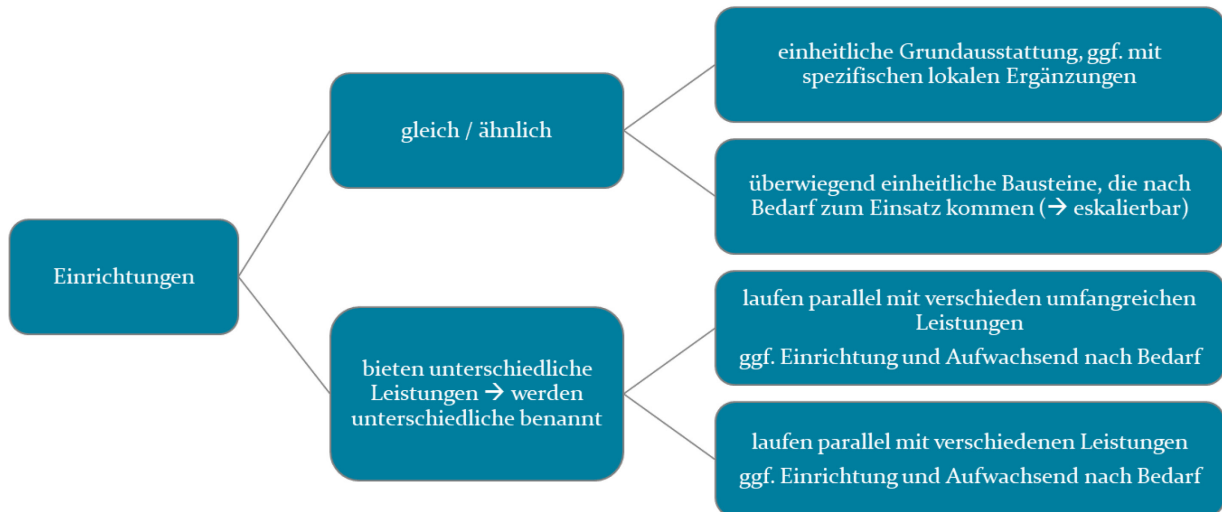 Einrichtungen
gleich / ähnlich
einheitliche Grundausstattung, ggf. mit
spezifischen lokalen Ergänzungen
überwiegend einheitliche Bausteine, die nach
Bedarf zum Einsatz kommen (→ eskalierbar)
bieten unterschiedliche
Leistungen → werden
unterschiedliche benannt
laufen parallel mit verschieden umfangreichen
Leistungen
ggf. Einrichtung und Aufwachsend nach Bedarf
laufen parallel mit verschiedenen Leistungen
ggf. Einrichtung und Aufwachsend nach Bedarf